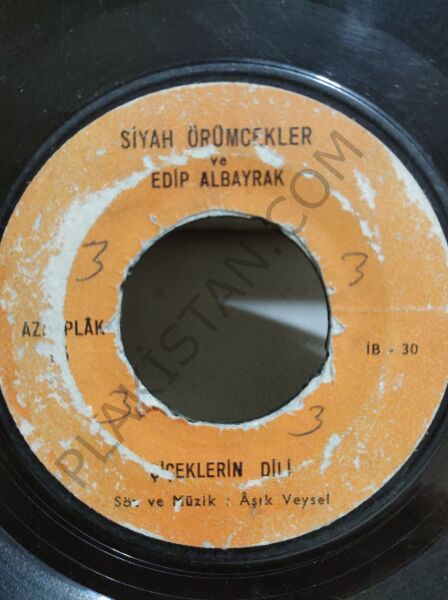 SİYAH ÖRÜMCEKLER
ve
EDİP ALBAYRAK
3
3
PLÂK
İB - 30
3
3
ÇİÇEKLERİN DİLİ
Söz ve Müzik : Âşık Veysel
PLAKİSTAN.COM